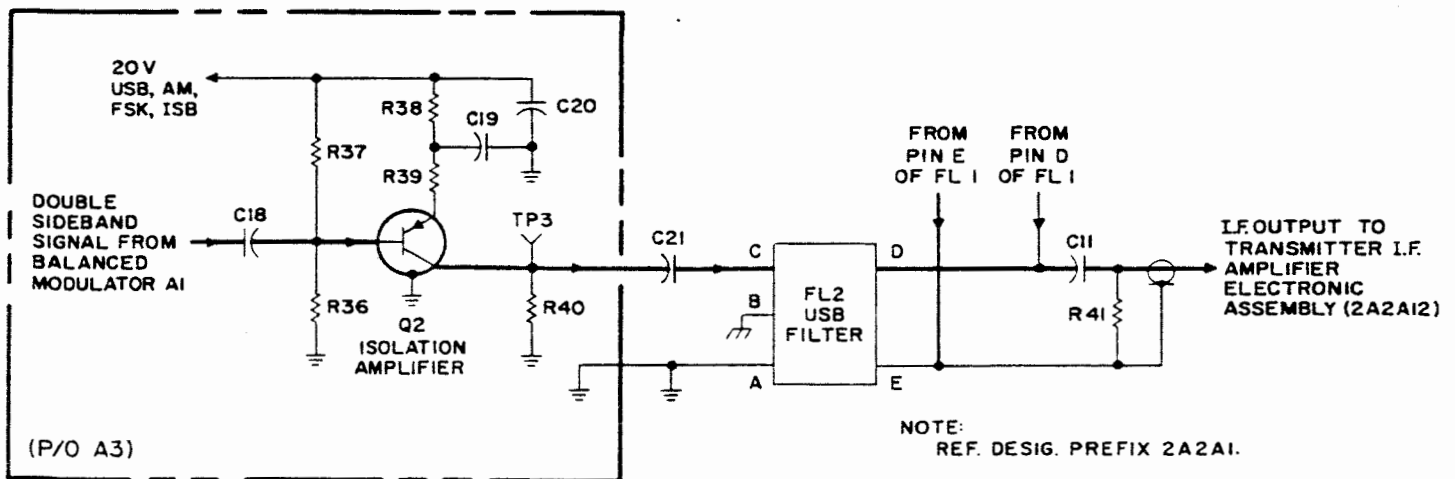 20 V
USB, AM,
FSK, ISB
R38
C20
C19
R37
R39
DOUBLE
SIDEBAND
SIGNAL FROM
BALANCED
MODULATOR A1
C18
TP3
R36
Q2
ISOLATION
AMPLIFIER
R40
(P/O A3)
C21
C
B
A
FL2
USB
FILTER
D
E
FROM
PIN E
OF FL 1
FROM
PIN D
OF FL 1
C11
R41
I.F. OUTPUT TO
TRANSMITTER I.F.
AMPLIFIER
ELECTRONIC
ASSEMBLY (2A2A12)
NOTE:
REF. DESIG. PREFIX 2A2A1.